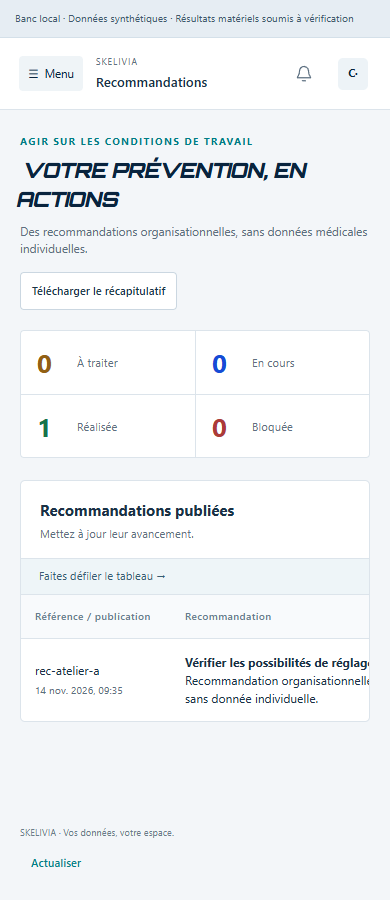 Banc local · Données synthétiques · Résultats matériels soumis à vérification
☰ Menu
SKELIVIA
Recommandations
C·
AGIR SUR LES CONDITIONS DE TRAVAIL
VOTRE PRÉVENTION, EN
ACTIONS
Des recommandations organisationnelles, sans données médicales
individuelles.
Télécharger le récapitulatif
0 À traiter
0 En cours
1 Réalisée
0 Bloquée
Recommandations publiées
Mettez à jour leur avancement.
Faites défiler le tableau →
Référence / publication Recommandation
rec-atelier-a
14 nov. 2026, 09:35
Vérifier les possibilités de réglag
Recommandation organisationnelle
sans donnée individuelle.
SKELIVIA · Vos données, votre espace.
Actualiser